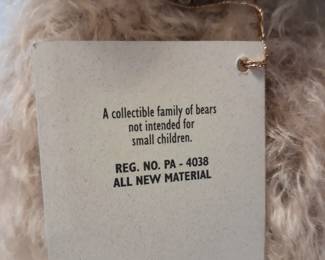 A collectible family of bears
not intended for
small children.
REG. NO. PA - 4038
ALL NEW MATERIAL